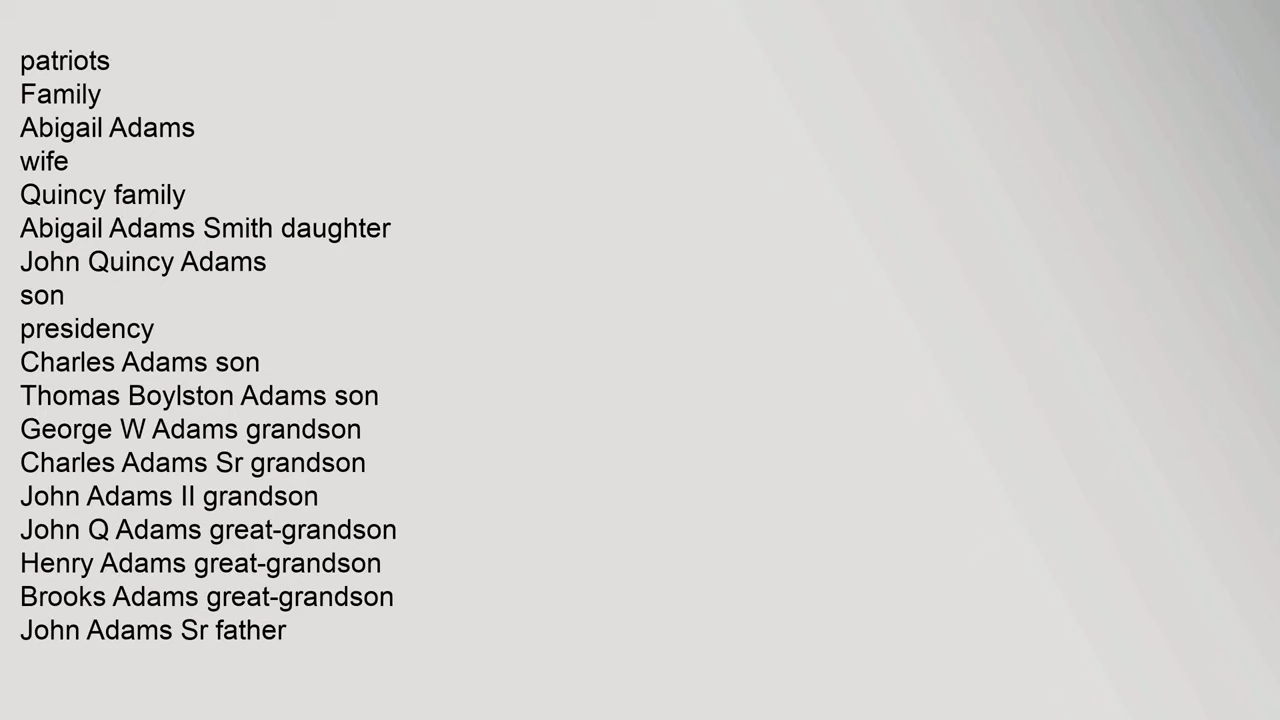 patriots
Family
Abigail Adams
wife
Quincy family
Abigail Adams Smith daughter
John Quincy Adams
son
presidency
Charles Adams son
Thomas Boylston Adams son
George W Adams grandson
Charles Adams Sr grandson
John Adams II grandson
John Q Adams great-grandson
Henry Adams great-grandson
Brooks Adams great-grandson
John Adams Sr father